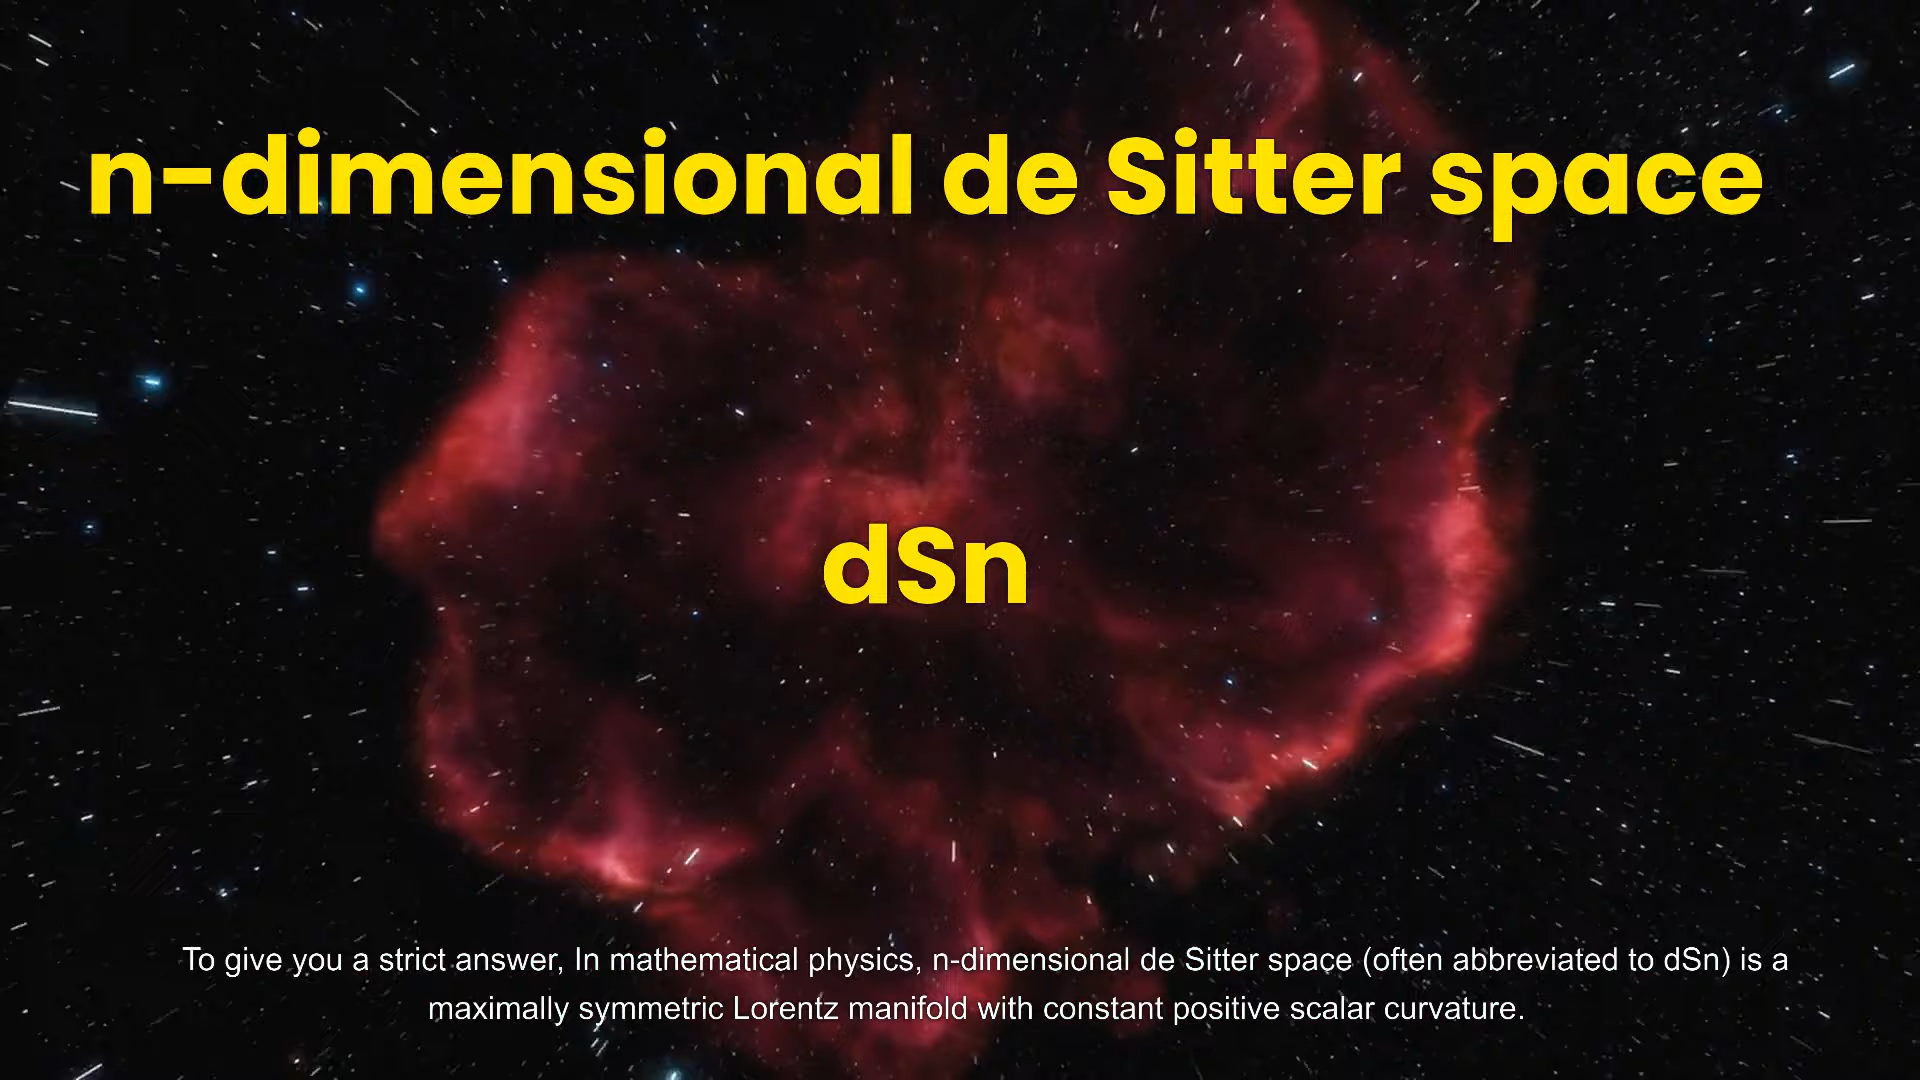 n-dimensional de Sitter space
dSn
To give you a strict answer, In mathematical physics, n-dimensional de Sitter space (often abbreviated to dSn) is a
maximally symmetric Lorentz manifold with constant positive scalar curvature.